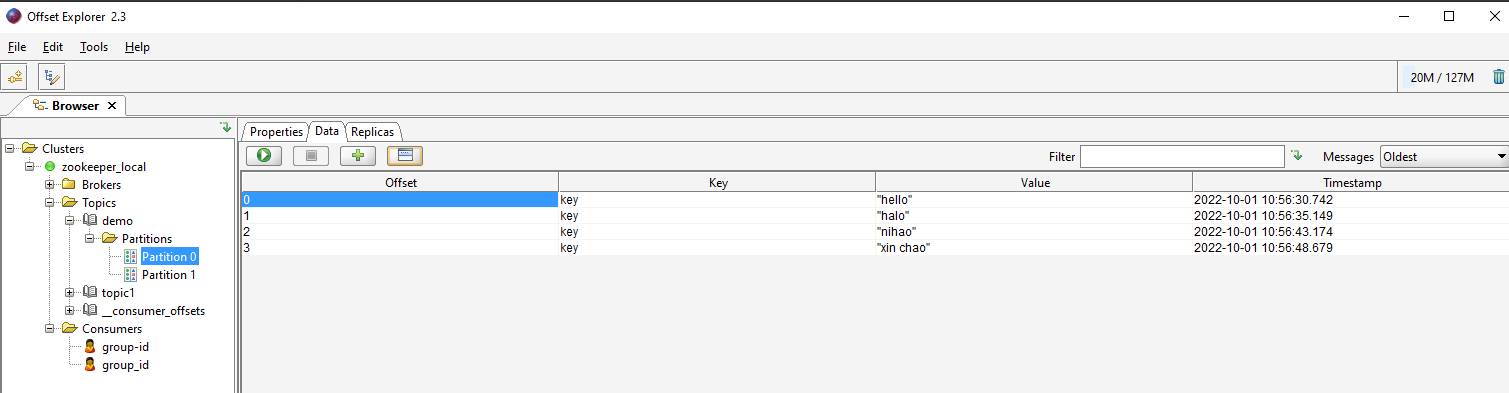 Offset Explorer 2.3
File Edit Tools Help
20M / 127M
Browser
Properties Data Replicas
Clusters
zookeeper_local
Brokers
Topics
demo
Partitions
Partition 0
Partition 1
topic1
__consumer_offsets
Consumers
group-id
group_id
Filter Messages Oldest
Offset Key Value Timestamp
0 key "hello" 2022-10-01 10:56:30.742
1 key "halo" 2022-10-01 10:56:35.149
2 key "nihao" 2022-10-01 10:56:43.174
3 key "xin chao" 2022-10-01 10:56:48.679